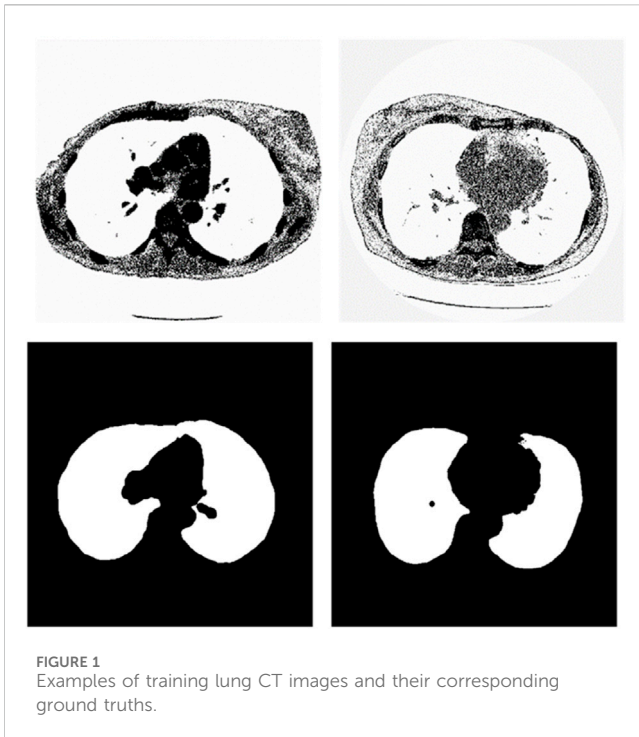 FIGURE 1
Examples of training lung CT images and their corresponding
ground truths.